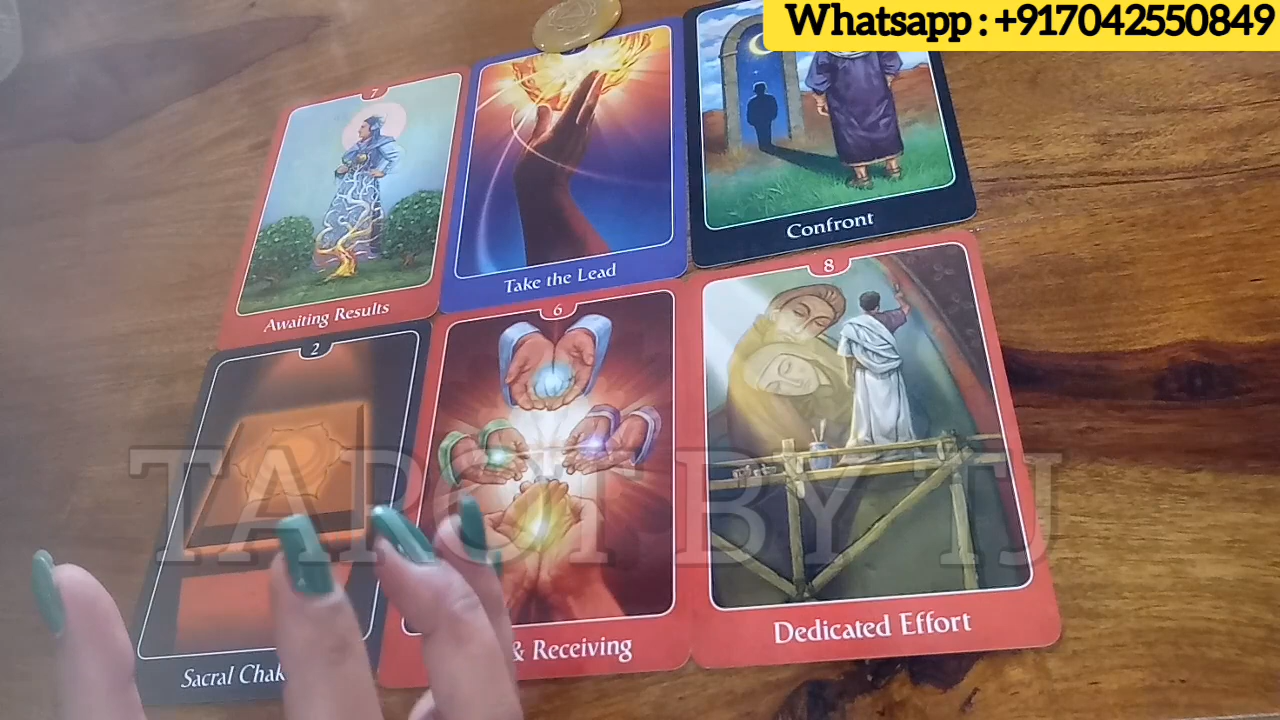 Whatsapp : +917042550849
7
Awaiting Results
Take the Lead
Confront
2
Sacral
6
& Receiving
8
Dedicated Effort
TAROT BY TJ